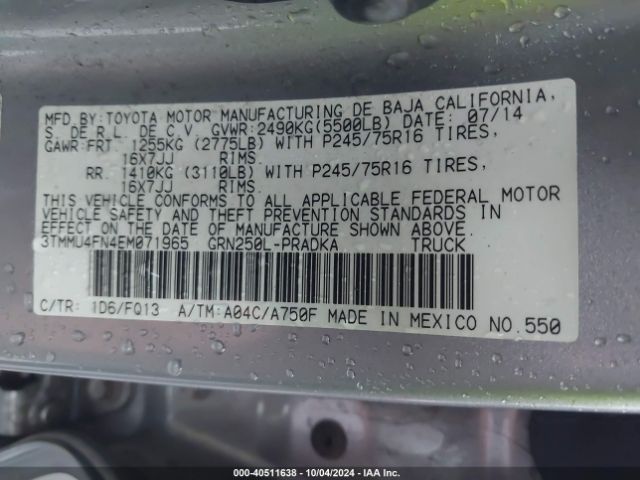 MFD.BY:TOYOTA MOTOR MANUFACTURING DE BAJA CALIFORNIA,
S. DE R.L. DE C.V. GVWR:2490KG(5500LB) DATE: 07/14
GAWR:FRT. 1255KG (2775LB) WITH P245/75R16 TIRES,
16X7JJ RIMS.
RR. 1410KG (3110LB) WITH P245/75R16 TIRES,
16X7JJ RIMS.
THIS VEHICLE CONFORMS TO ALL APPLICABLE FEDERAL MOTOR
VEHICLE SAFETY AND THEFT PREVENTION STANDARDS IN
EFFECT ON THE DATE OF MANUFACTURE SHOWN ABOVE.
3TMMU4FN4EM071965 GRN250L-PRADKA TRUCK
C/TR: 1D6/FQ13 A/TM:A04C/A750F MADE IN MEXICO NO.550
000-40511638 - 10/04/2024 - IAA Inc.